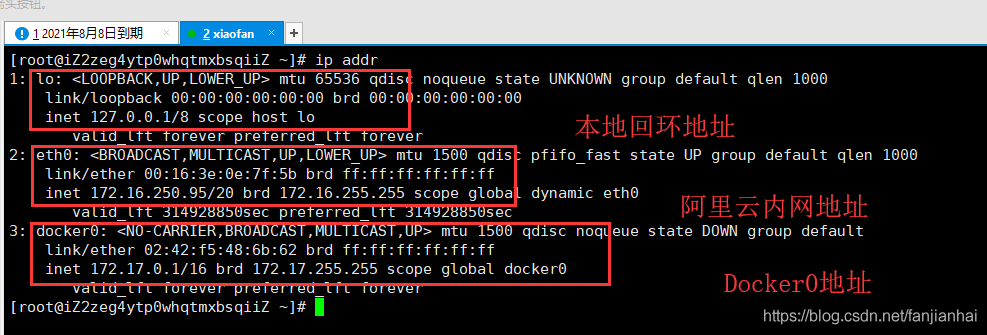 箭头按钮。
1 2021年8月8日到期 ×
2 xiaofan × +
[root@iZ2zeg4ytp0whqtmxbsqiiZ ~]# ip addr
1: lo: <LOOPBACK,UP,LOWER_UP> mtu 65536 qdisc noqueue state UNKNOWN group default qlen 1000
link/loopback 00:00:00:00:00:00 brd 00:00:00:00:00:00
inet 127.0.0.1/8 scope host lo
本地回环地址
valid_lft forever preferred_lft forever
2: eth0: <BROADCAST,MULTICAST,UP,LOWER_UP> mtu 1500 qdisc pfifo_fast state UP group default qlen 1000
link/ether 00:16:3e:0e:7f:5b brd ff:ff:ff:ff:ff:ff
inet 172.16.250.95/20 brd 172.16.255.255 scope global dynamic eth0
阿里云内网地址
valid_lft 314928850sec preferred_lft 314928850sec
3: docker0: <NO-CARRIER,BROADCAST,MULTICAST,UP> mtu 1500 qdisc noqueue state DOWN group default
link/ether 02:42:f5:48:6b:62 brd ff:ff:ff:ff:ff:ff
inet 172.17.0.1/16 brd 172.17.255.255 scope global docker0
Docker0地址
valid_lft forever preferred_lft forever
[root@iZ2zeg4ytp0whqtmxbsqiiZ ~]#
https://blog.csdn.net/fanjianhai